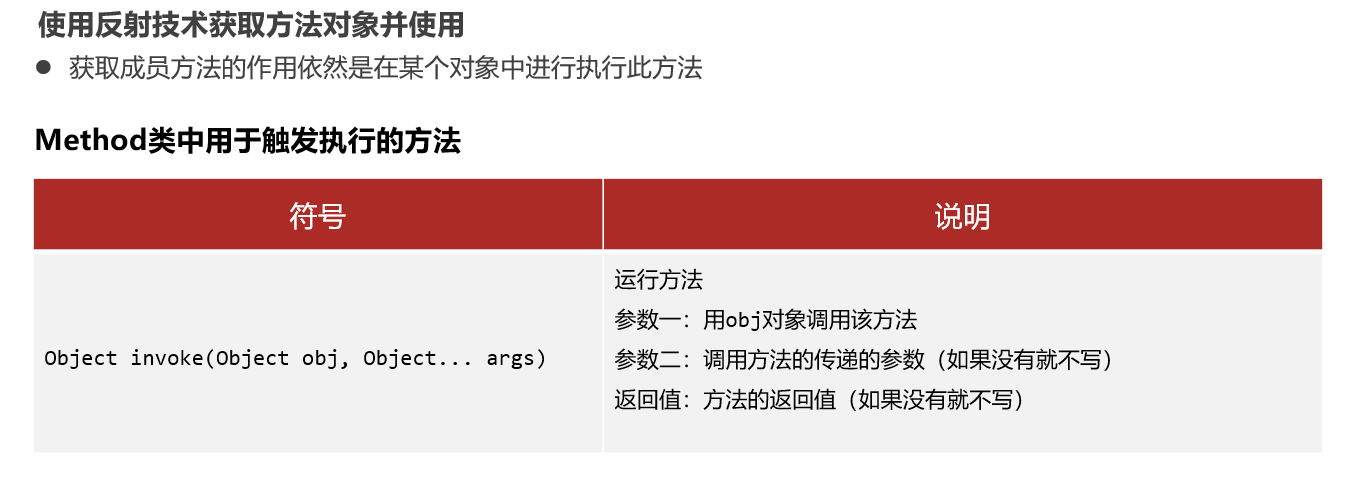 使用反射技术获取方法对象并使用
● 获取成员方法的作用依然是在某个对象中进行执行此方法
Method类中用于触发执行的方法
符号
说明
Object invoke(Object obj, Object... args)
运行方法
参数一：用obj对象调用该方法
参数二：调用方法的传递的参数（如果没有就不写）
返回值：方法的返回值（如果没有就不写）